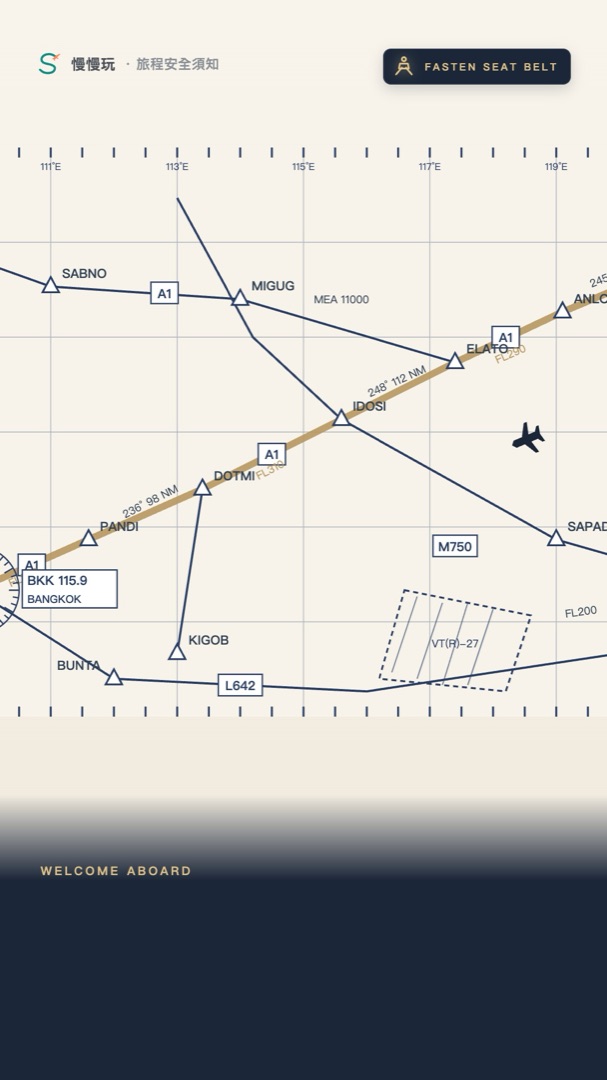 慢慢玩 · 旅程安全須知
FASTEN SEAT BELT
111°E
113°E
115°E
117°E
119°E
SABNO
A1
MIGUG
MEA 11000
245
ANLO
A1
ELATO
FL290
248° 112 NM
IDOSI
A1
DOTMI
FL310
236° 98 NM
PANDI
SAPAD
M750
A1
BKK 115.9
BANGKOK
FL200
KIGOB
VT(R)-27
BUNTA
L642
WELCOME ABOARD